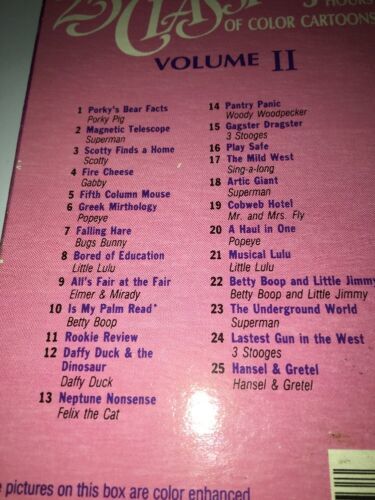 25 CLASSIC
HOURS
OF COLOR CARTOONS
VOLUME II
1 Porky's Bear Facts
Porky Pig
2 Magnetic Telescope
Superman
3 Scotty Finds a Home
Scotty
4 Fire Cheese
Gabby
5 Fifth Column Mouse
6 Greek Mirthology
Popeye
7 Falling Hare
Bugs Bunny
8 Bored of Education
Little Lulu
9 All's Fair at the Fair
Elmer & Mirady
10 Is My Palm Read*
Betty Boop
11 Rookie Review
12 Daffy Duck & the
Dinosaur
Daffy Duck
13 Neptune Nonsense
Felix the Cat
14 Pantry Panic
Woody Woodpecker
15 Gagster Dragster
3 Stooges
16 Play Safe
17 The Mild West
Sing-a-long
18 Artic Giant
Superman
19 Cobweb Hotel
Mr. and Mrs. Fly
20 A Haul in One
Popeye
21 Musical Lulu
Little Lulu
22 Betty Boop and Little Jimmy
Betty Boop and Little Jimmy
23 The Underground World
Superman
24 Lastest Gun in the West
3 Stooges
25 Hansel & Gretel
Hansel & Gretel
pictures on this box are color enhanced